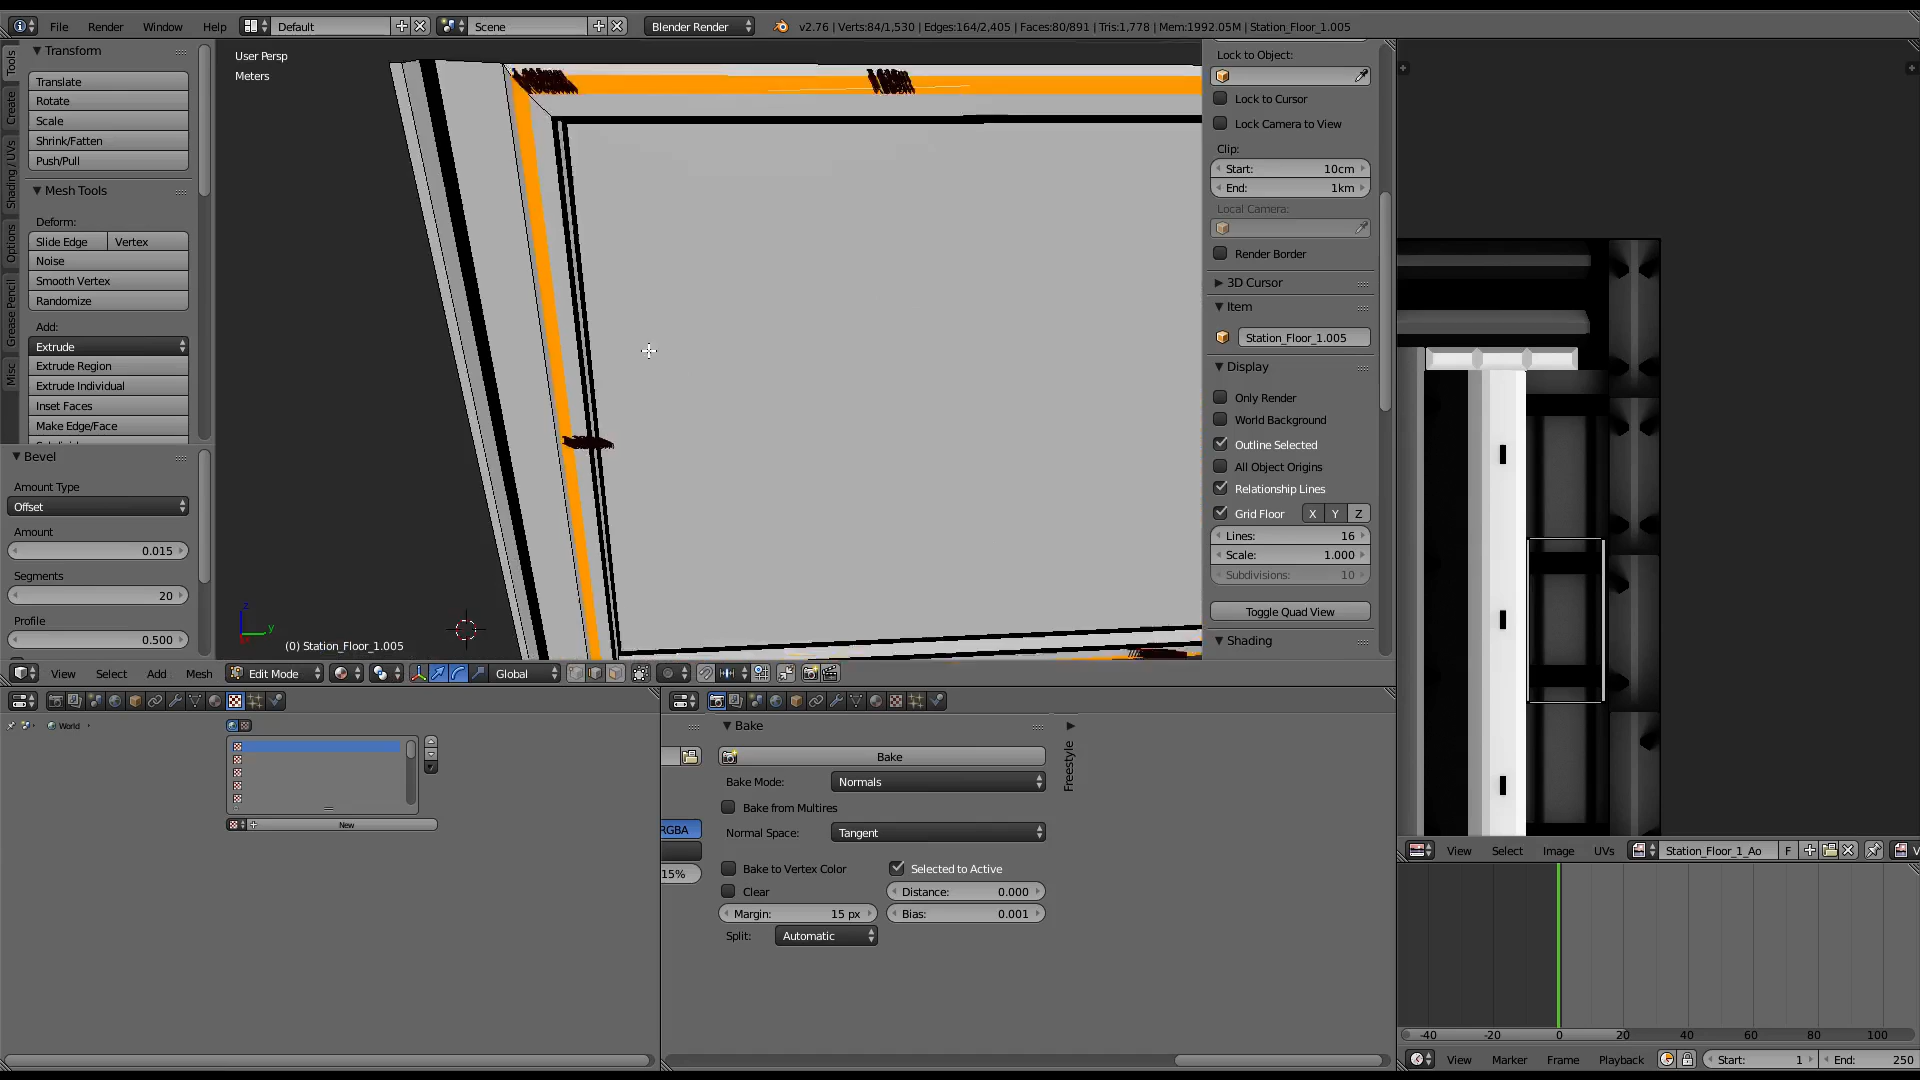 File Render Window Help Default Scene Blender Render v2.76 | Verts:84/1,530 | Edges:164/2,405 | Faces:80/891 | Tris:1,778 | Mem:1992.05M | Station_Floor_1.005
Tools
Create
Shading / UVs
Options
Grease Pencil
Misc
Transform
Translate
Rotate
Scale
Shrink/Fatten
Push/Pull
Mesh Tools
Deform:
Slide Edge Vertex
Noise
Smooth Vertex
Randomize
Add:
Extrude
Extrude Region
Extrude Individual
Inset Faces
Make Edge/Face
Bevel
Amount Type
Offset
Amount
0.015
Segments
20
Profile
0.500
User Persp
Meters
z
y
(0) Station_Floor_1.005
View Select Add Mesh Edit Mode Global
Lock to Object:
Lock to Cursor
Lock Camera to View
Clip:
Start: 10cm
End: 1km
Local Camera:
Render Border
3D Cursor
Item
Station_Floor_1.005
Display
Only Render
World Background
Outline Selected
All Object Origins
Relationship Lines
Grid Floor X Y Z
Lines: 16
Scale: 1.000
Subdivisions: 10
Toggle Quad View
Shading
World
New
RGBA
15%
Bake
Bake
Bake Mode: Normals
Bake from Multires
Normal Space: Tangent
Bake to Vertex Color Selected to Active
Clear Distance: 0.000
Margin: 15 px Bias: 0.001
Split: Automatic
Freestyle
View Select Image UVs Station_Floor_1_Ao F
-40 -20 0 20 40 60 80 100
View Marker Frame Playback Start: 1 End: 250